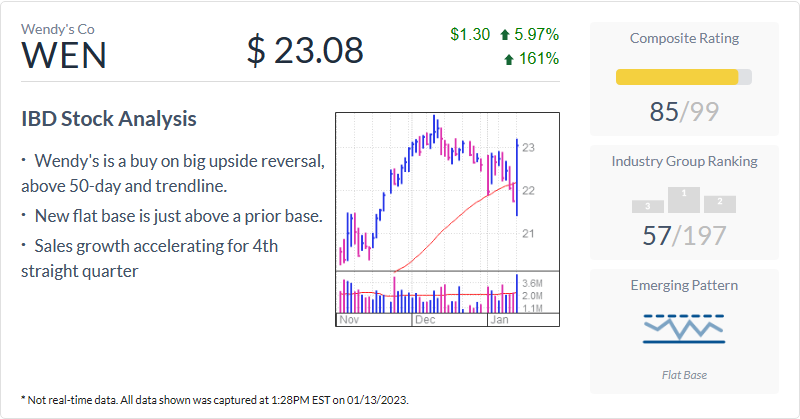 Wendy's Co
WEN
$ 23.08
$1.30 5.97%
161%
IBD Stock Analysis
· Wendy's is a buy on big upside reversal,
above 50-day and trendline.
· New flat base is just above a prior base.
· Sales growth accelerating for 4th
straight quarter
23
22
21
3.6M
2.0M
1.1M
Nov Dec Jan
Composite Rating
85/99
Industry Group Ranking
3 1 2
57/197
Emerging Pattern
Flat Base
* Not real-time data. All data shown was captured at 1:28PM EST on 01/13/2023.